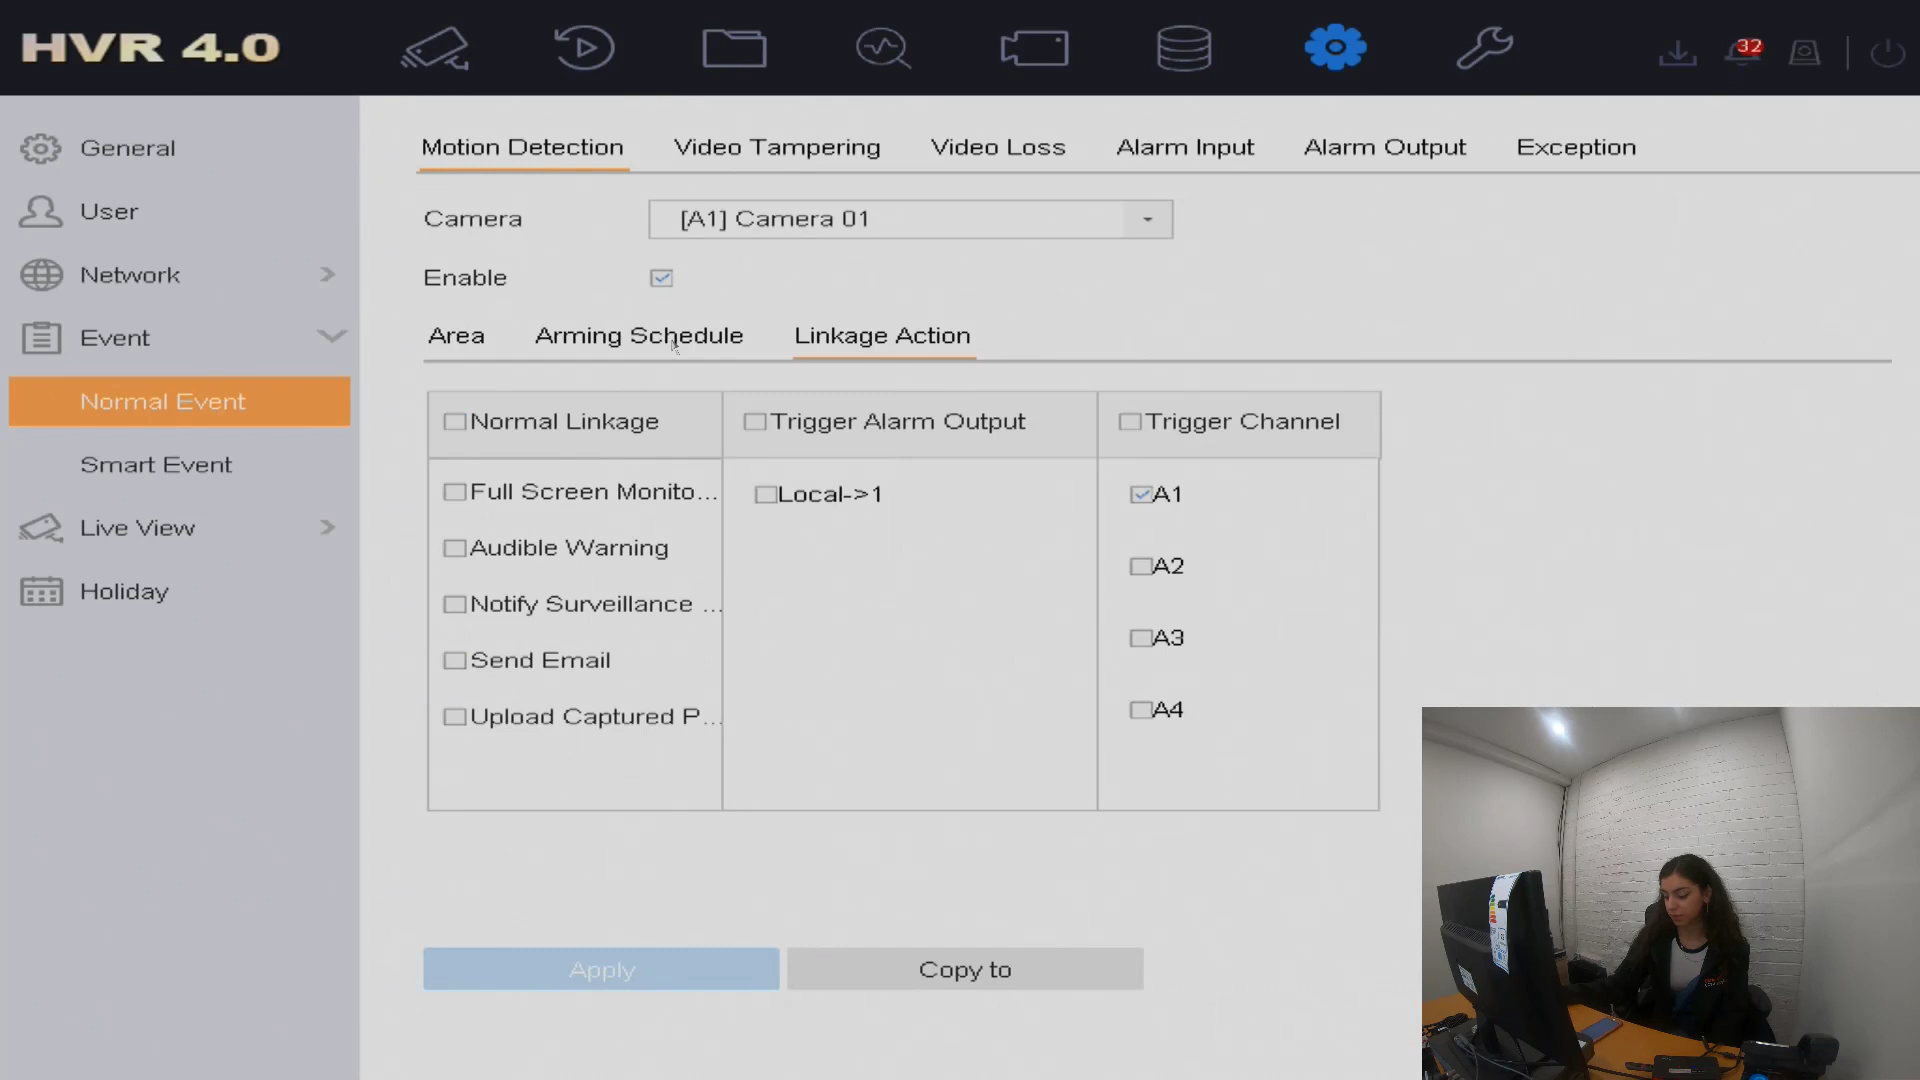 HVR 4.0
32
General
User
Network
Event
Normal Event
Smart Event
Live View
Holiday
Motion Detection Video Tampering Video Loss Alarm Input Alarm Output Exception
Camera [A1] Camera 01
Enable
Area Arming Schedule Linkage Action
Normal Linkage Trigger Alarm Output Trigger Channel
Full Screen Monito... Local->1 A1
Audible Warning A2
Notify Surveillance ... A3
Send Email A4
Upload Captured P...
Apply Copy to